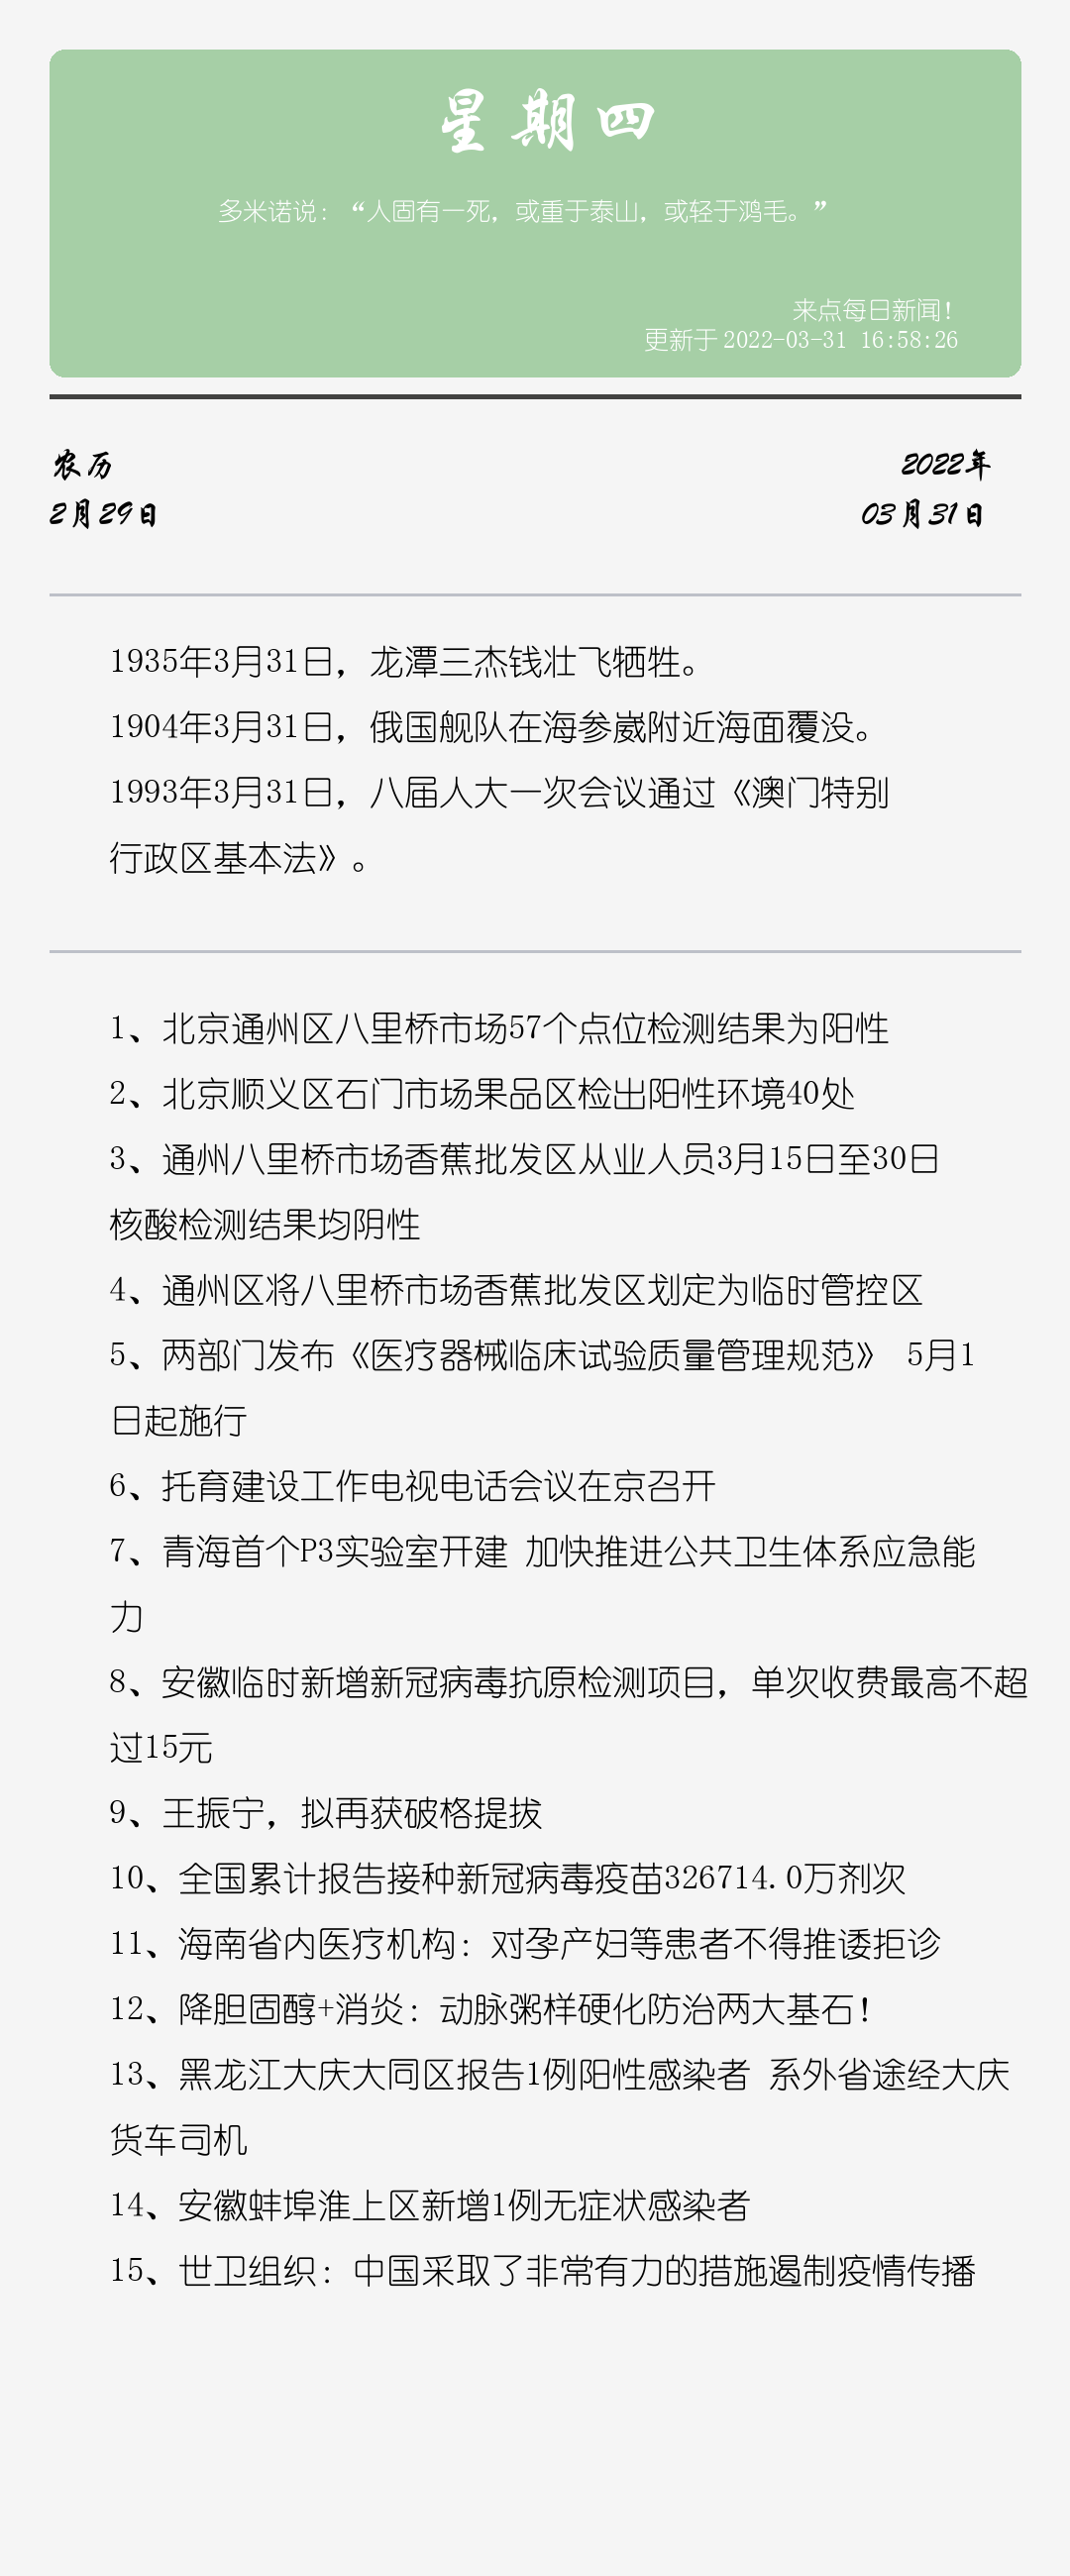 星期四
多米诺说：“人固有一死，或重于泰山，或轻于鸿毛。”
来点每日新闻！
更新于 2022-03-31 16:58:26
农历
2022年
2月29日
03月31日
1935年3月31日，龙潭三杰钱壮飞牺牲。
1904年3月31日，俄国舰队在海参崴附近海面覆没。
1993年3月31日，八届人大一次会议通过《澳门特别
行政区基本法》。
1、北京通州区八里桥市场57个点位检测结果为阳性
2、北京顺义区石门市场果品区检出阳性环境40处
3、通州八里桥市场香蕉批发区从业人员3月15日至30日
核酸检测结果均阴性
4、通州区将八里桥市场香蕉批发区划定为临时管控区
5、两部门发布《医疗器械临床试验质量管理规范》 5月1
日起施行
6、托育建设工作电视电话会议在京召开
7、青海首个P3实验室开建 加快推进公共卫生体系应急能
力
8、安徽临时新增新冠病毒抗原检测项目，单次收费最高不超
过15元
9、王振宁，拟再获破格提拔
10、全国累计报告接种新冠病毒疫苗326714.0万剂次
11、海南省内医疗机构：对孕产妇等患者不得推诿拒诊
12、降胆固醇+消炎：动脉粥样硬化防治两大基石！
13、黑龙江大庆大同区报告1例阳性感染者 系外省途经大庆
货车司机
14、安徽蚌埠淮上区新增1例无症状感染者
15、世卫组织：中国采取了非常有力的措施遏制疫情传播